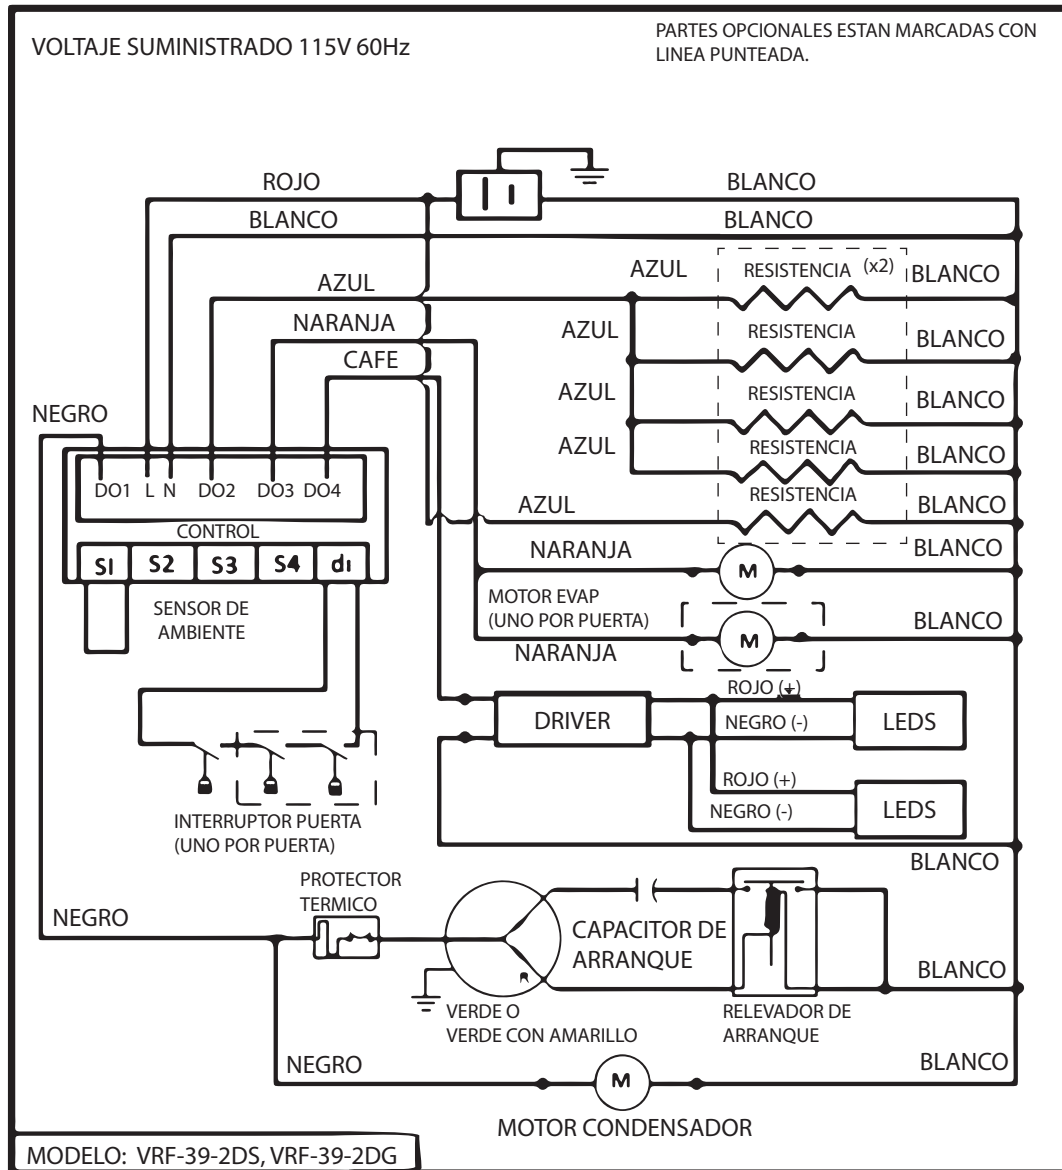 VOLTAJE SUMINISTRADO 115V 60Hz
PARTES OPCIONALES ESTAN MARCADAS CON
LINEA PUNTEADA.
ROJO
BLANCO
BLANCO
BLANCO
AZUL
AZUL
RESISTENCIA (x2)
BLANCO
NARANJA
AZUL
RESISTENCIA
BLANCO
CAFE
AZUL
RESISTENCIA
BLANCO
NEGRO
AZUL
RESISTENCIA
BLANCO
DO1 L N DO2 DO3 DO4
AZUL
RESISTENCIA
BLANCO
CONTROL
S1 S2 S3 S4 di
NARANJA
M
BLANCO
SENSOR DE
AMBIENTE
MOTOR EVAP
(UNO POR PUERTA)
NARANJA
M
BLANCO
DRIVER
ROJO (+)
NEGRO (-)
LEDS
ROJO (+)
NEGRO (-)
LEDS
INTERRUPTOR PUERTA
(UNO POR PUERTA)
BLANCO
PROTECTOR
TERMICO
NEGRO
CAPACITOR DE
ARRANQUE
R
BLANCO
VERDE O
VERDE CON AMARILLO
RELEVADOR DE
ARRANQUE
NEGRO
M
BLANCO
MOTOR CONDENSADOR
MODELO: VRF-39-2DS, VRF-39-2DG